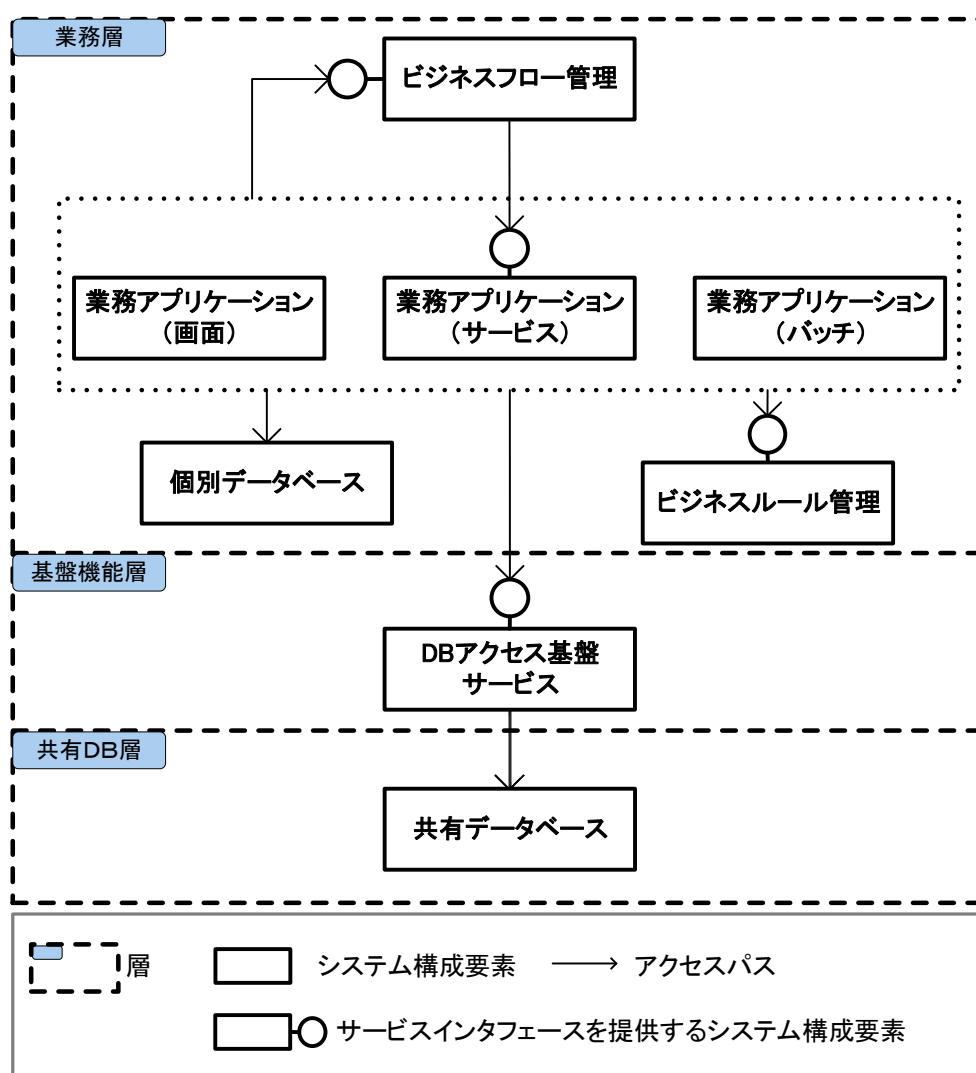 業務層
ビジネスフロー管理
業務アプリケーション
（画面）
業務アプリケーション
（サービス）
業務アプリケーション
（バッチ）
個別データベース
ビジネスルール管理
基盤機能層
DBアクセス基盤
サービス
共有DB層
共有データベース
層
システム構成要素
アクセスパス
サービスインタフェースを提供するシステム構成要素